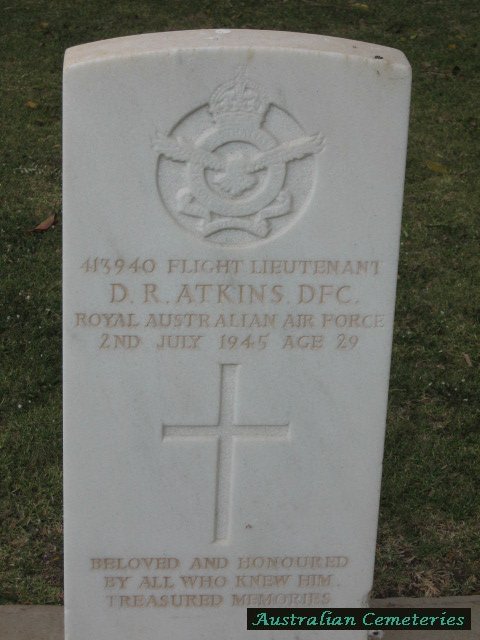 413940 FLIGHT LIEUTENANT
D. R. ATKINS. DFC.
ROYAL AUSTRALIAN AIR FORCE
2ND JULY 1945 AGE 29
BELOVED AND HONOURED
BY ALL WHO KNEW HIM.
TREASURED MEMORIES
Australian Cemeteries